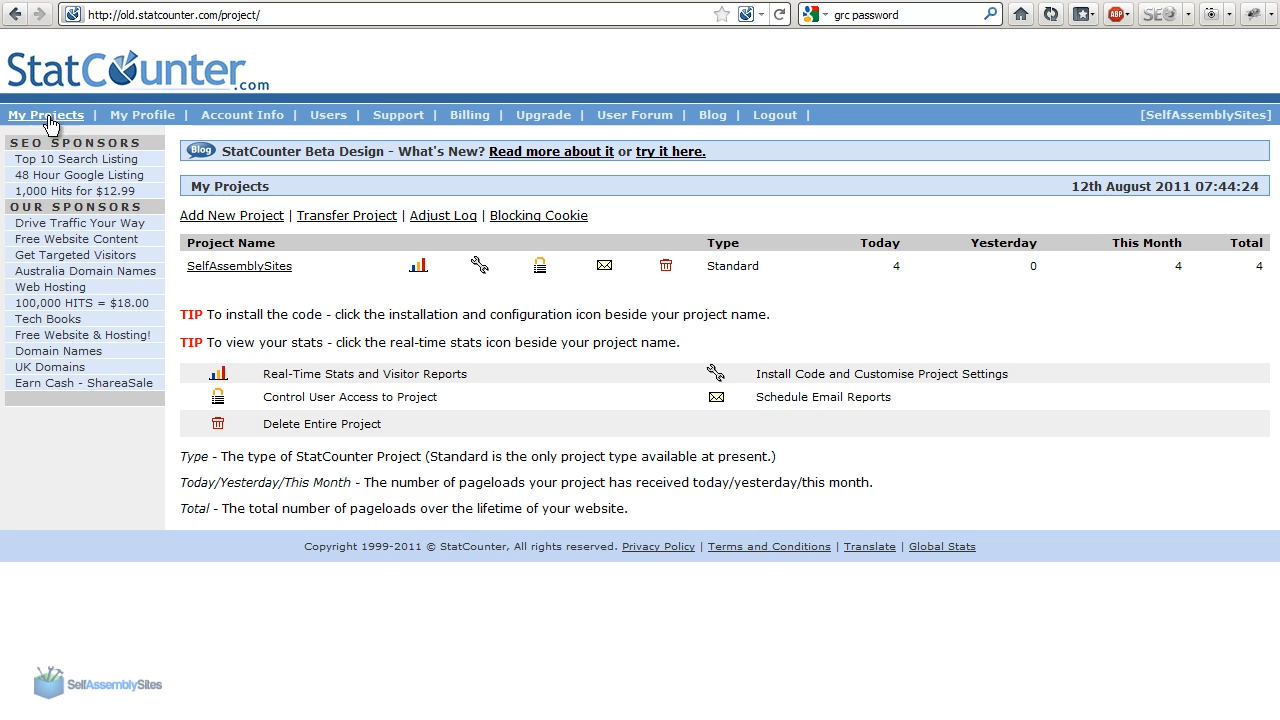 http://old.statcounter.com/project/
grc password
ABP
SEO
StatCounter.com
My Projects | My Profile | Account Info | Users | Support | Billing | Upgrade | User Forum | Blog | Logout | [SelfAssemblySites]
SEO SPONSORS
Top 10 Search Listing
48 Hour Google Listing
1,000 Hits for $12.99
OUR SPONSORS
Drive Traffic Your Way
Free Website Content
Get Targeted Visitors
Australia Domain Names
Web Hosting
100,000 HITS = $18.00
Tech Books
Free Website & Hosting!
Domain Names
UK Domains
Earn Cash - ShareaSale
Blog StatCounter Beta Design - What's New? Read more about it or try it here.
My Projects 12th August 2011 07:44:24
Add New Project | Transfer Project | Adjust Log | Blocking Cookie
Project Name Type Today Yesterday This Month Total
SelfAssemblySites Standard 4 0 4 4
TIP To install the code - click the installation and configuration icon beside your project name.
TIP To view your stats - click the real-time stats icon beside your project name.
Real-Time Stats and Visitor Reports Install Code and Customise Project Settings
Control User Access to Project Schedule Email Reports
Delete Entire Project
Type - The type of StatCounter Project (Standard is the only project type available at present.)
Today/Yesterday/This Month - The number of pageloads your project has received today/yesterday/this month.
Total - The total number of pageloads over the lifetime of your website.
Copyright 1999-2011 © StatCounter, All rights reserved. Privacy Policy | Terms and Conditions | Translate | Global Stats
SelfAssemblySites